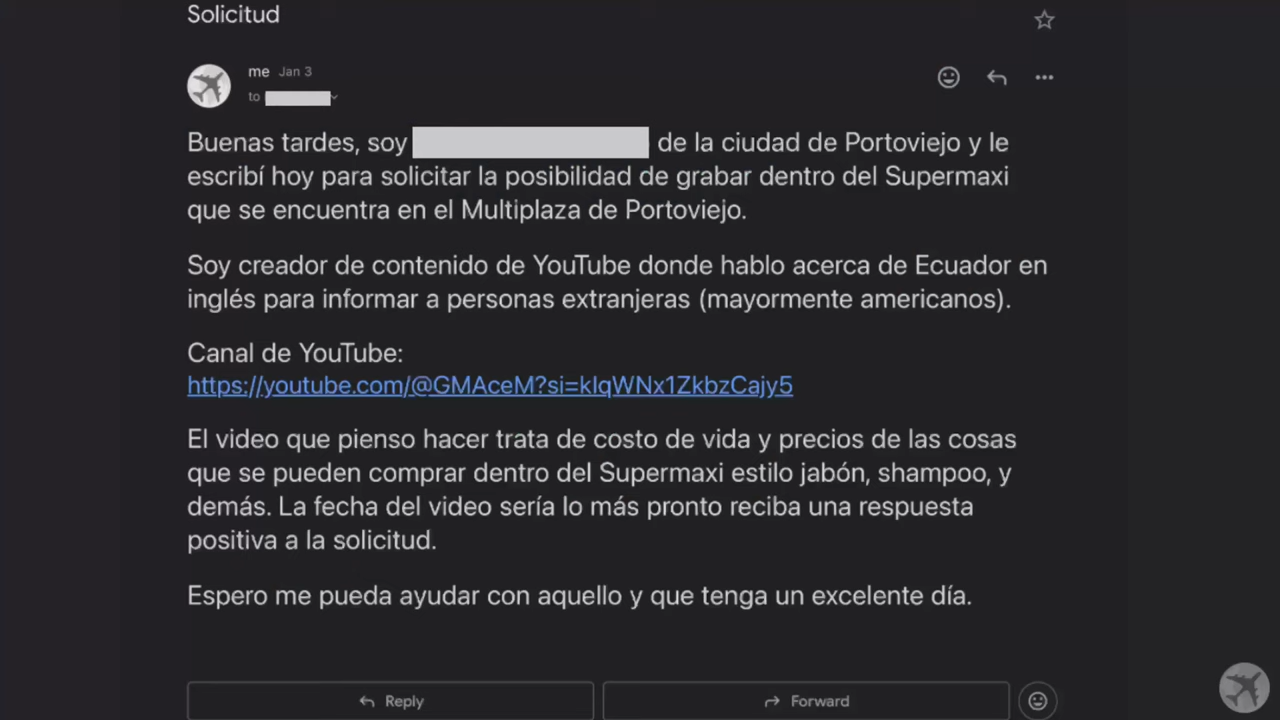 Solicitud
me Jan 3
to
Buenas tardes, soy de la ciudad de Portoviejo y le
escribí hoy para solicitar la posibilidad de grabar dentro del Supermaxi
que se encuentra en el Multiplaza de Portoviejo.
Soy creador de contenido de YouTube donde hablo acerca de Ecuador en
inglés para informar a personas extranjeras (mayormente americanos).
Canal de YouTube:
https://youtube.com/@GMAceM?si=kIqWNx1ZkbzCajy5
El video que pienso hacer trata de costo de vida y precios de las cosas
que se pueden comprar dentro del Supermaxi estilo jabón, shampoo, y
demás. La fecha del video sería lo más pronto reciba una respuesta
positiva a la solicitud.
Espero me pueda ayudar con aquello y que tenga un excelente día.
Reply Forward